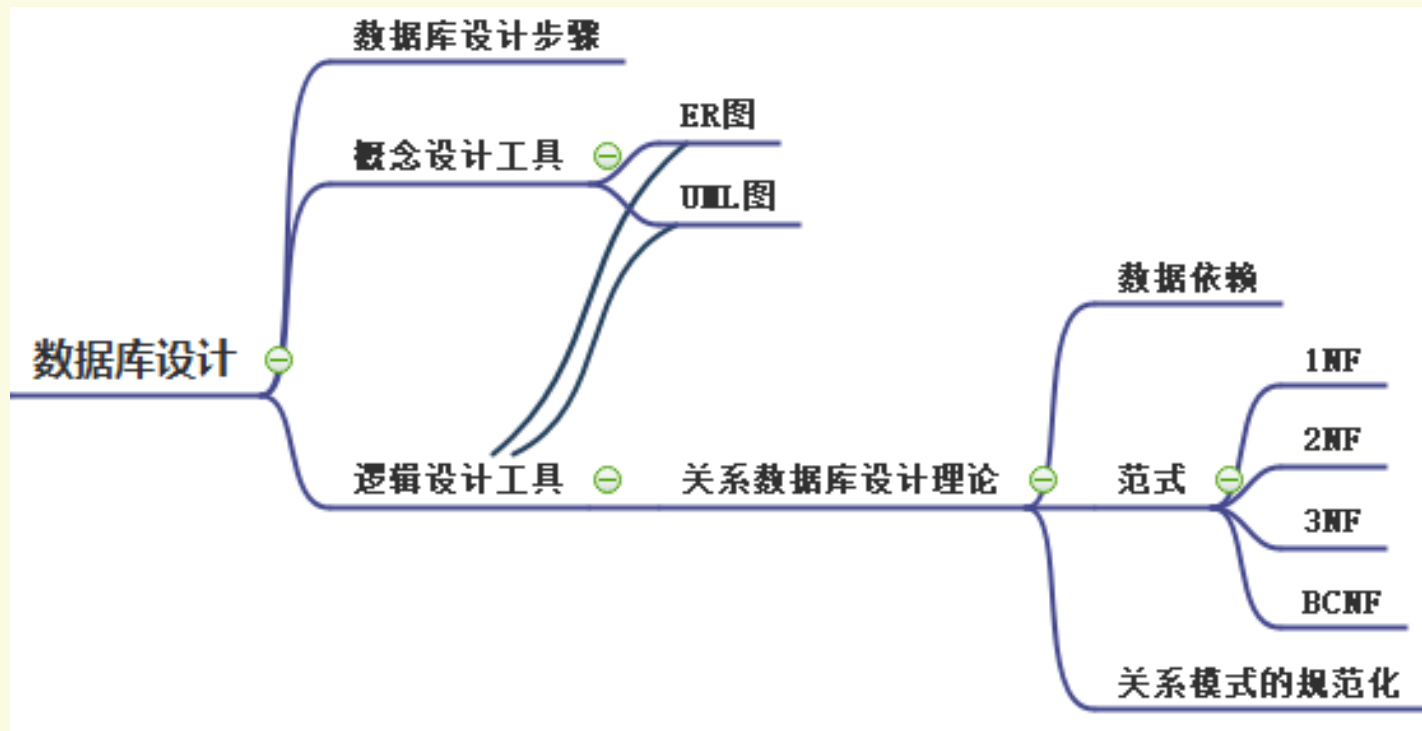 数据库设计步骤
ER图
概念设计工具
UML图
数据依赖
数据库设计
1NF
2NF
逻辑设计工具
关系数据库设计理论
范式
3NF
BCNF
关系模式的规范化